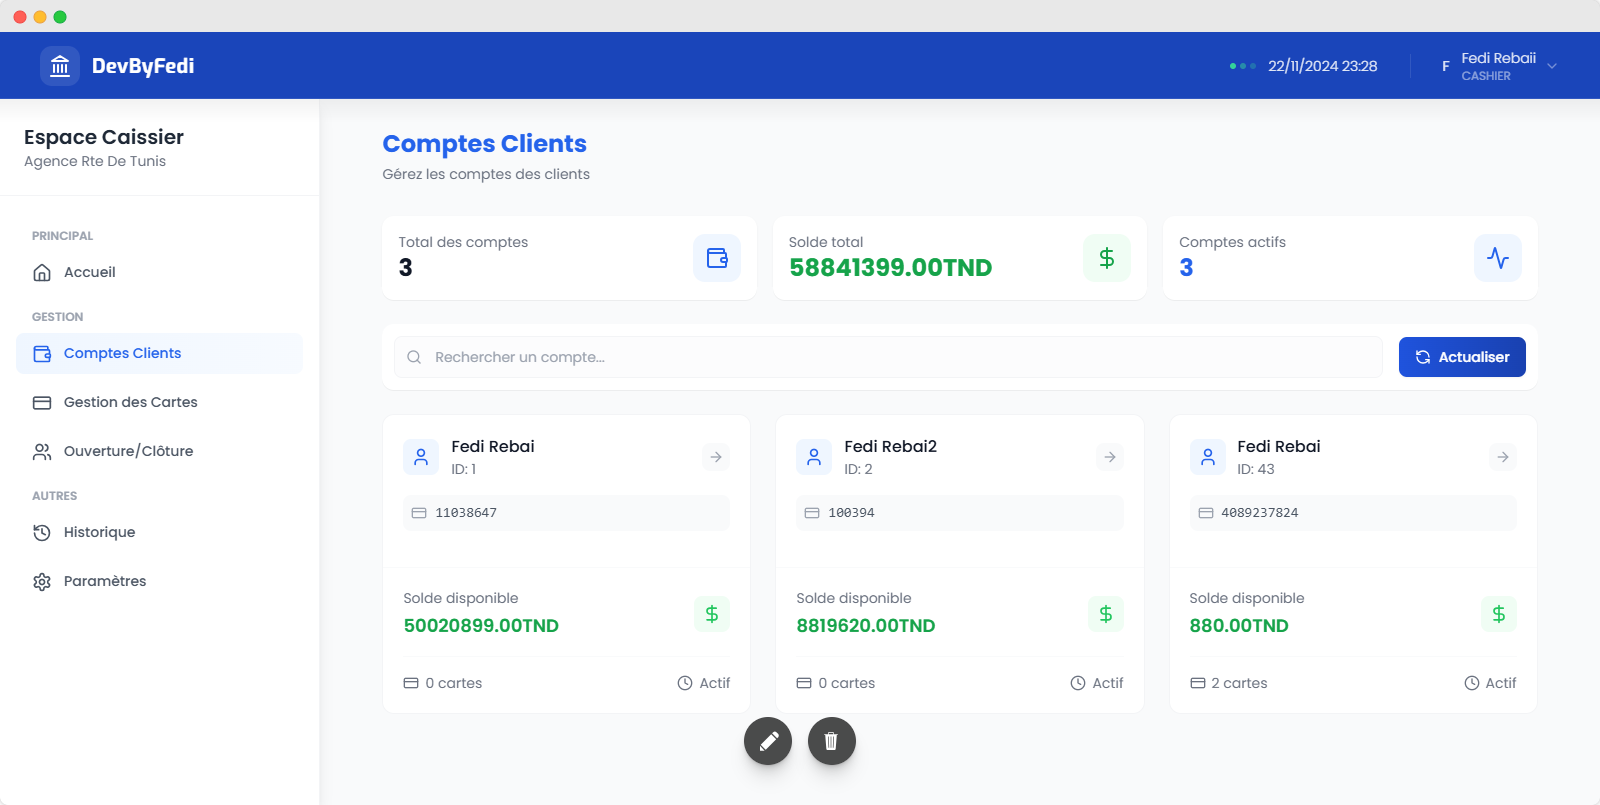 DevByFedi
22/11/2024 23:28
F
Fedi Rebaii
CASHIER
Espace Caissier
Agence Rte De Tunis
PRINCIPAL
Accueil
GESTION
Comptes Clients
Gestion des Cartes
Ouverture/Clôture
AUTRES
Historique
Paramètres
Comptes Clients
Gérez les comptes des clients
Total des comptes
3
Solde total
58841399.00TND
Comptes actifs
3
Rechercher un compte...
Actualiser
Fedi Rebai
ID: 1
11038647
Solde disponible
50020899.00TND
0 cartes
Actif
Fedi Rebai2
ID: 2
100394
Solde disponible
8819620.00TND
0 cartes
Actif
Fedi Rebai
ID: 43
4089237824
Solde disponible
880.00TND
2 cartes
Actif